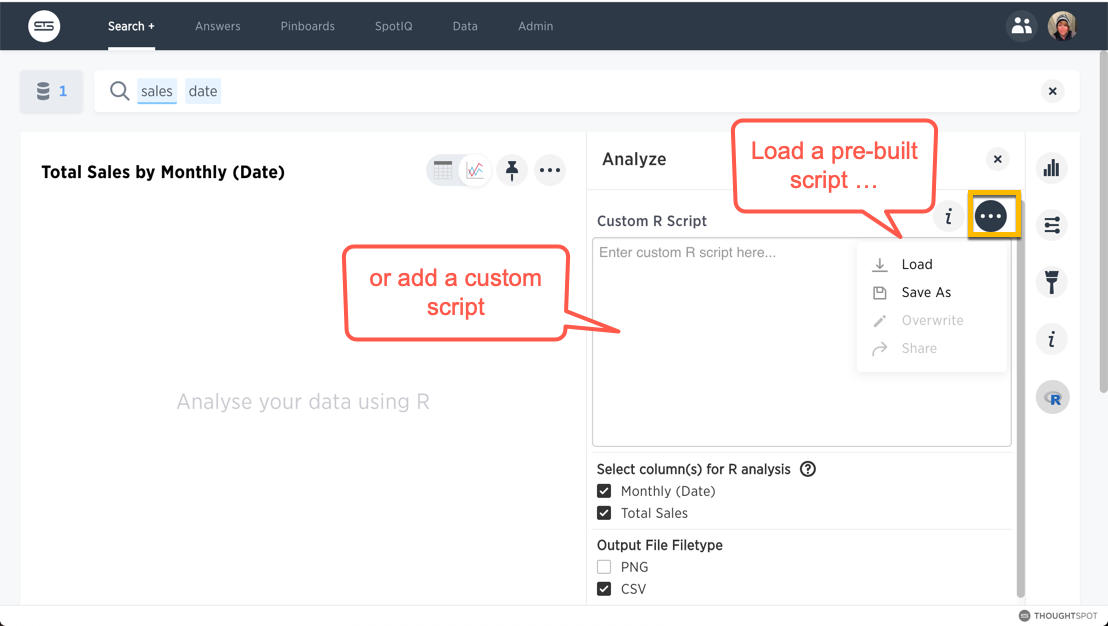 Search +
Answers
Pinboards
SpotIQ
Data
Admin
1
sales
date
Total Sales by Monthly (Date)
Analyse your data using R
Analyze
Load a pre-built
script …
Custom R Script
or add a custom
script
Enter custom R script here...
Load
Save As
Overwrite
Share
Select column(s) for R analysis
Monthly (Date)
Total Sales
Output File Filetype
PNG
CSV
THOUGHTSPOT